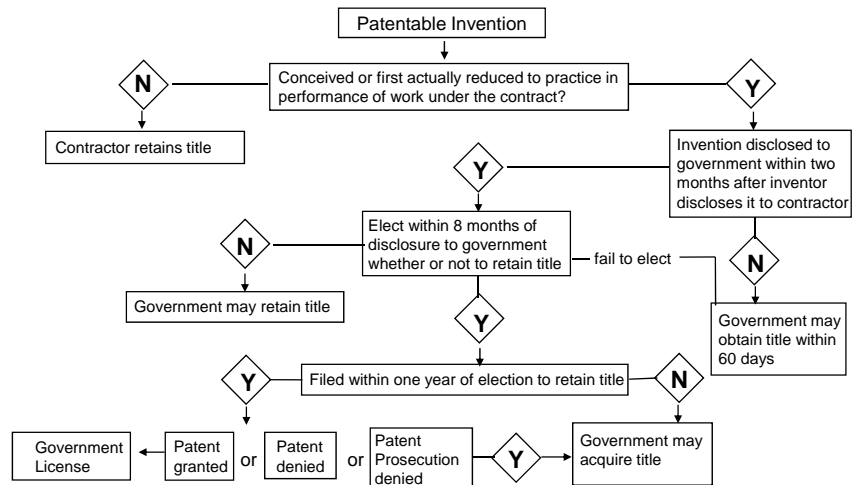 Patentable Invention
N
Conceived or first actually reduced to practice in
performance of work under the contract?
Y
Contractor retains title
Invention disclosed to
government within two
months after inventor
discloses it to contractor
Y
Elect within 8 months of
disclosure to government
whether or not to retain title
N
fail to elect
N
Government may retain title
Y
Government may
obtain title within
60 days
Y
Filed within one year of election to retain title
N
Government
License
Patent
granted
or
Patent
denied
or
Patent
Prosecution
denied
Y
Government may
acquire title